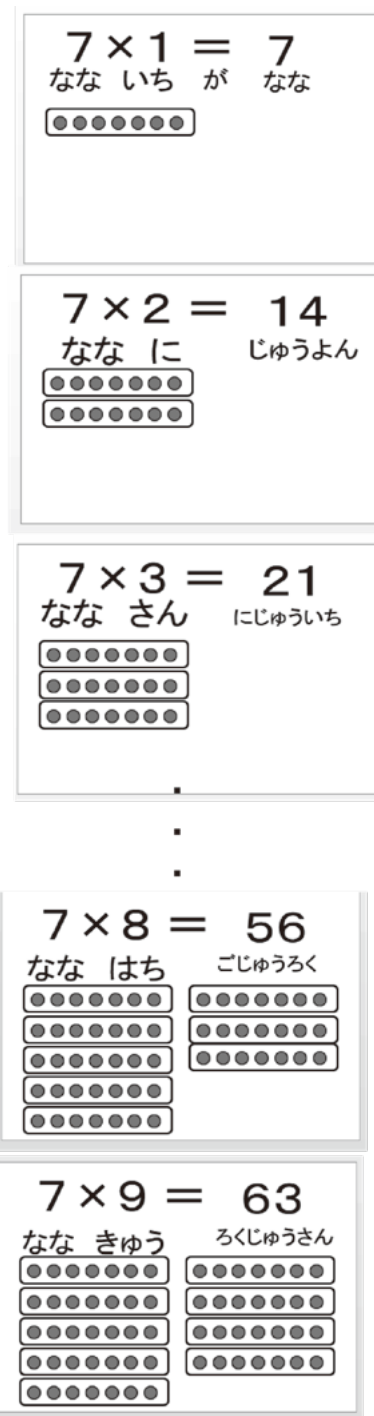 7×1＝ 7
なな いち が なな
7×2＝ 14
なな に じゅうよん
7×3＝ 21
なな さん にじゅういち
7×8＝ 56
なな はち ごじゅうろく
7×9＝ 63
なな きゅう ろくじゅうさん